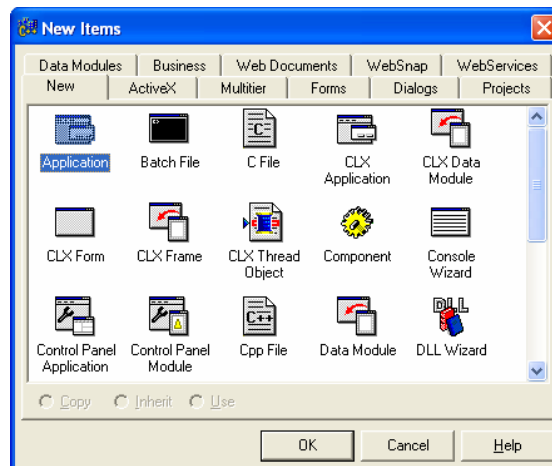 New Items
Data Modules Business Web Documents WebSnap WebServices
New ActiveX Multitier Forms Dialogs Projects
Application Batch File C File CLX Application CLX Data Module
CLX Form CLX Frame CLX Thread Object Component Console Wizard
Control Panel Application Control Panel Module Cpp File Data Module DLL Wizard
Copy Inherit Use
OK Cancel Help